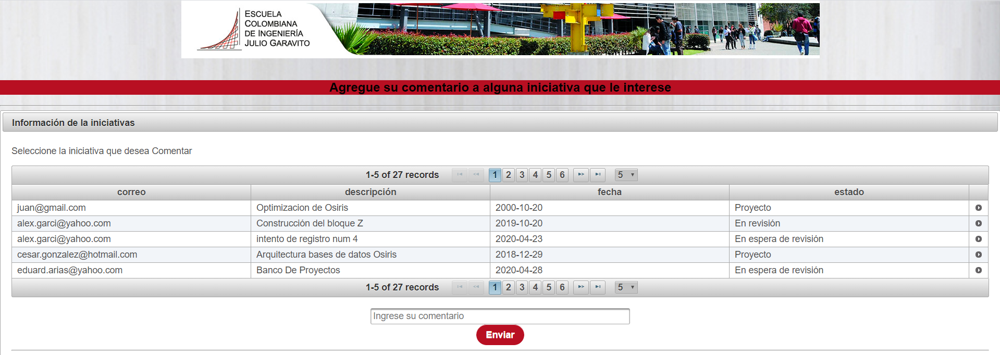 ESCUELA
COLOMBIANA
DE INGENIERÍA
JULIO GARAVITO
Agregue su comentario a alguna iniciativa que le interese
Información de la iniciativas
Seleccione la iniciativa que desea Comentar
1-5 of 27 records 1 2 3 4 5 6 5
correo descripción fecha estado
juan@gmail.com Optimizacion de Osiris 2000-10-20 Proyecto
alex.garci@yahoo.com Construcción del bloque Z 2019-10-20 En revisión
alex.garci@yahoo.com intento de registro num 4 2020-04-23 En espera de revisión
cesar.gonzalez@hotmail.com Arquitectura bases de datos Osiris 2018-12-29 Proyecto
eduard.arias@yahoo.com Banco De Proyectos 2020-04-28 En espera de revisión
1-5 of 27 records 1 2 3 4 5 6 5
Ingrese su comentario
Enviar